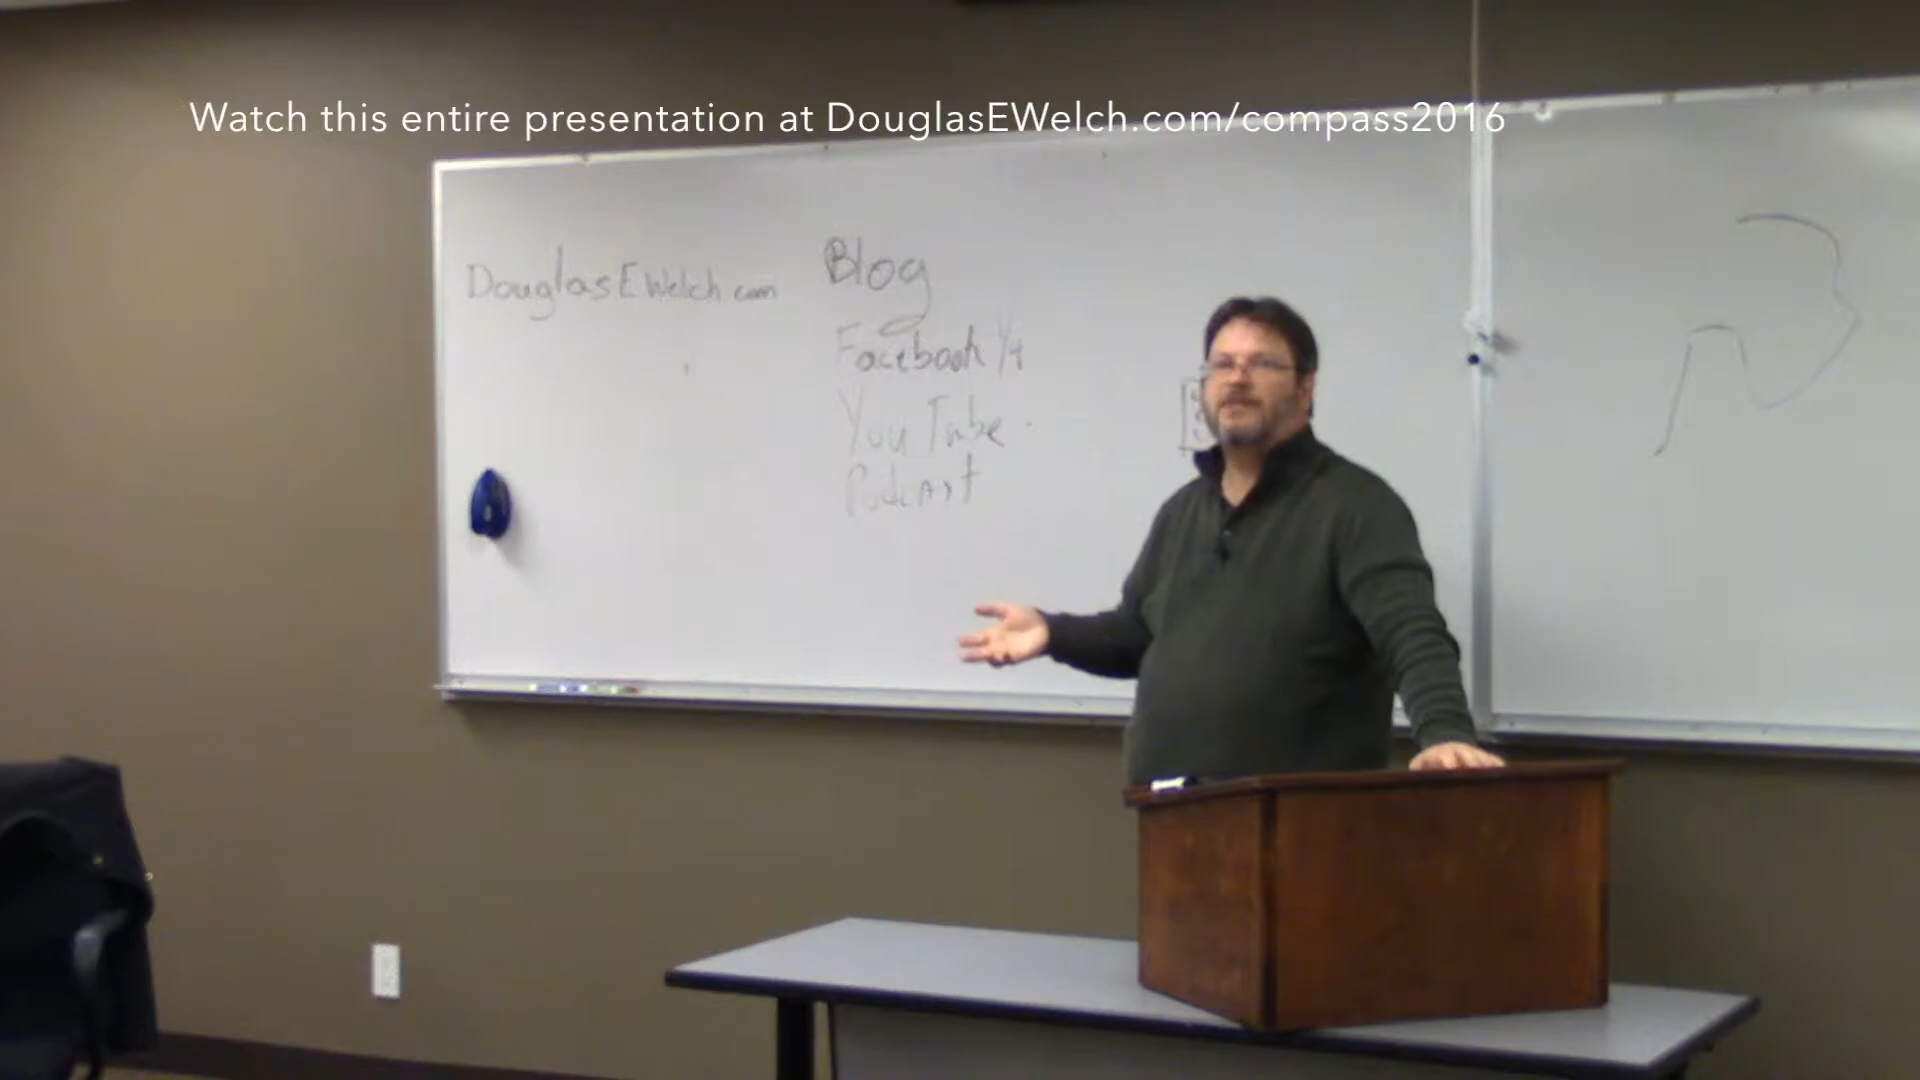 Watch this entire presentation at DouglasEWelch.com/compass2016
DouglasEWelch.com
Blog
Facebook
YouTube
Podcast